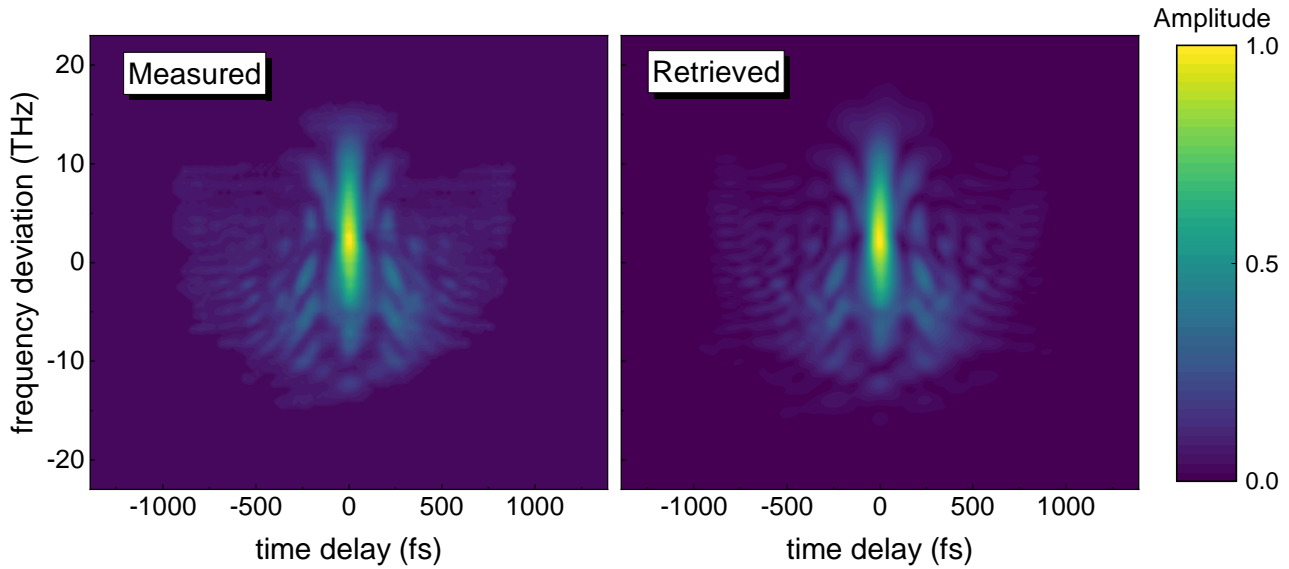 Amplitude
Measured
Retrieved
1.0
0.5
0.0
frequency deviation (THz)
20
10
0
-10
-20
-1000 -500 0 500 1000
-1000 -500 0 500 1000
time delay (fs)
time delay (fs)